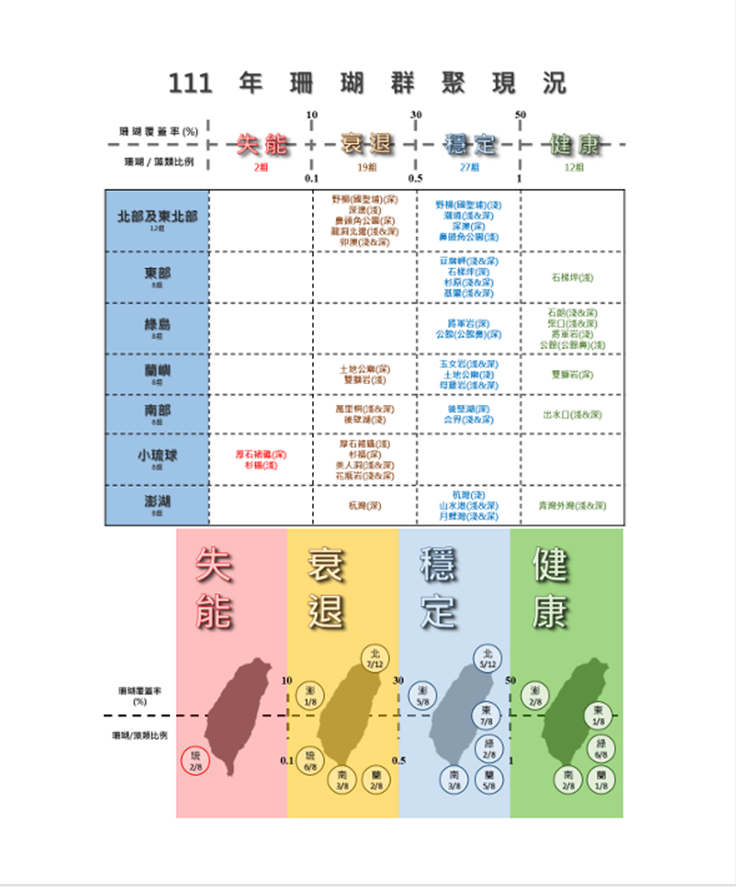 111 年 珊 瑚 群 聚 現 況
珊瑚覆蓋率(%)
10
30
50
失能
衰退
穩定
健康
珊瑚/藻類比例
2組
19組
27組
12組
0.1
0.5
1
北部及東北部
12組
野柳(國聖埔)(深)
深澳(淺)
鼻頭角公園(深)
(淺&深)
卯澳(淺&深)
野柳(國聖埔)(淺)
潮境(淺&深)
深澳(深)
鼻頭角公園(淺)
東部
8組
豆腐岬(淺&深)
石梯坪(深)
杉原(淺&深)
基翬(淺&深)
石梯坪(淺)
綠島
8組
將軍岩(深)
公館(公館鼻)(深)
石朗(淺&深)
柴口(淺&深)
將軍岩(淺)
公館(公館鼻)(淺)
蘭嶼
8組
土地公廟(深)
雙獅岩(淺)
玉女岩(淺&深)
土地公廟(淺)
母雞岩(淺&深)
雙獅岩(深)
南部
8組
萬里桐(淺&深)
後壁湖(淺)
後壁湖(深)
合界(淺&深)
出水口(淺&深)
小琉球
8組
厚石裙礁(深)
杉福(淺)
厚石裙礁(淺)
杉福(深)
美人洞(淺&深)
花瓶岩(淺&深)
澎湖
8組
杭灣(深)
杭灣(淺)
山水港(淺&深)
月鯉灣(淺&深)
青灣外灣(淺&深)
失能
衰退
穩定
健康
珊瑚覆蓋率
(%)
珊瑚/藻類比例
10
30
50
0.1
0.5
1
琉
2/8
北
7/12
澎
1/8
琉
6/8
南
3/8
蘭
2/8
北
5/12
澎
5/8
東
7/8
綠
2/8
南
3/8
蘭
5/8
澎
2/8
東
1/8
綠
6/8
南
2/8
蘭
1/8